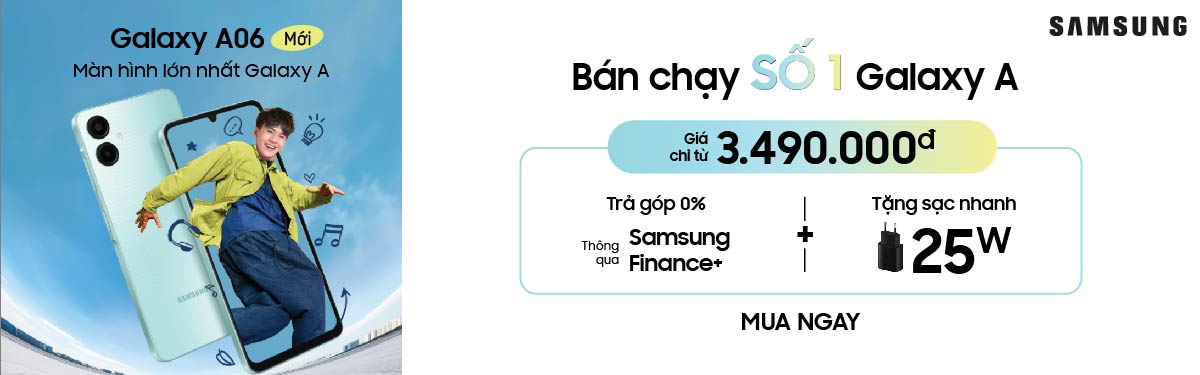 Galaxy A06 Mới
Màn hình lớn nhất Galaxy A
SAMSUNG
SAMSUNG
Bán chạy SỐ 1 Galaxy A
Giá
chỉ từ 3.490.000đ
Trả góp 0%
Thông
qua
Samsung
Finance+
+
Tặng sạc nhanh
25W
MUA NGAY